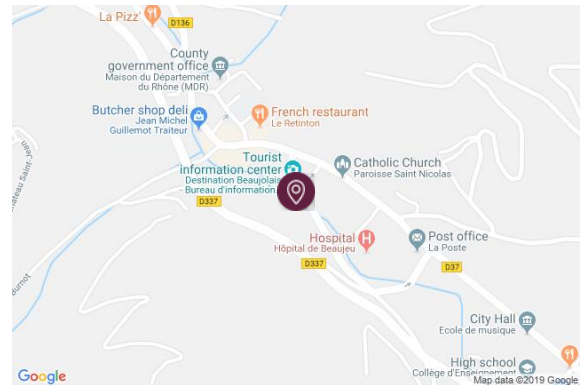 La Pizz'
D136
County
government office
Maison du Département
du Rhône (MDR)
Butcher shop deli
Jean Michel
Guillemot Traiteur
French restaurant
Le Retinton
Tourist
information center
Destination Beaujolais
- Bureau d'information
Catholic Church
Paroisse Saint Nicolas
D337
Hospital
Hôpital de Beaujeu
Post office
La Poste
D337
D37
City Hall
Ecole de musique
High school
Collège d'Enseignement
Google
Map data ©2019 Google